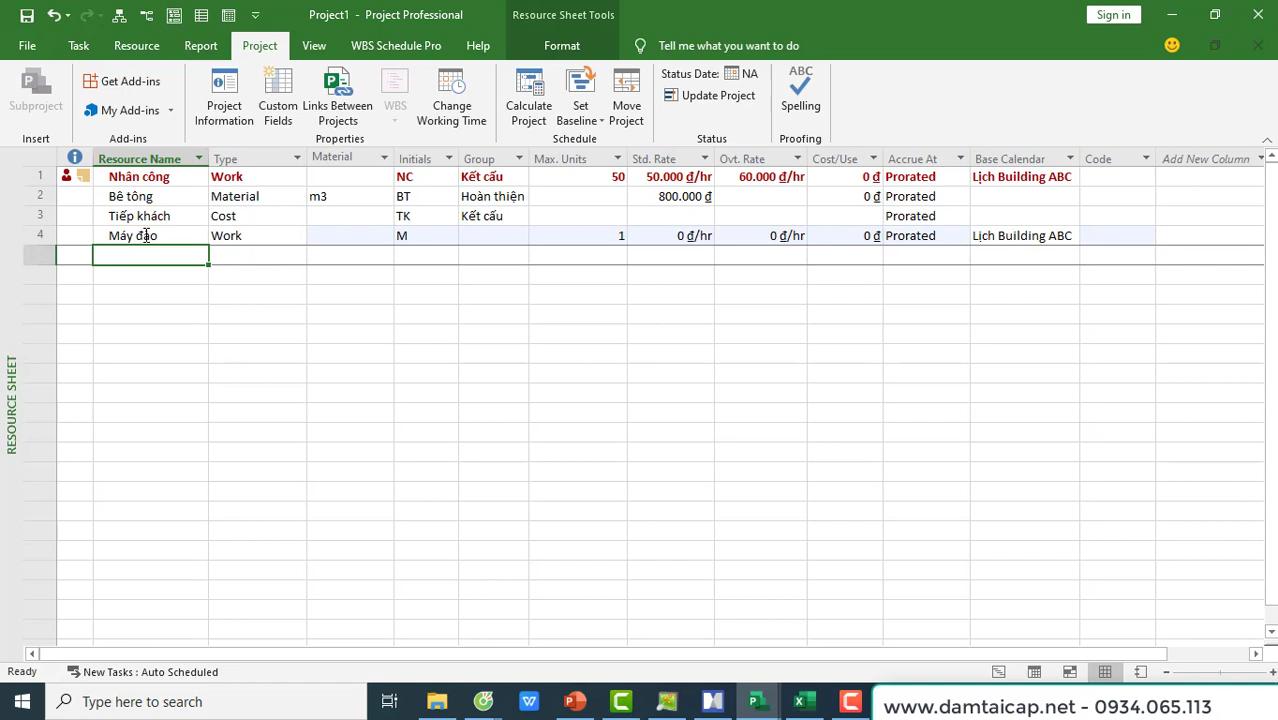 Project1 - Project Professional
Resource Sheet Tools
Sign in
File Task Resource Report Project View WBS Schedule Pro Help Format Tell me what you want to do
Subproject
Get Add-ins
My Add-ins
Project Information
Custom Fields
Links Between Projects
WBS
Change Working Time
Calculate Project
Set Baseline
Move Project
Status Date: NA
Update Project
ABC
Spelling
Insert Add-ins Properties Schedule Status Proofing
Resource Name Type Material Initials Group Max. Units Std. Rate Ovt. Rate Cost/Use Accrue At Base Calendar Code Add New Column
1 Nhân công Work NC Kết cấu 50 50.000 ₫/hr 60.000 ₫/hr 0 ₫ Prorated Lịch Building ABC
2 Bê tông Material m3 BT Hoàn thiện 800.000 ₫ 0 ₫ Prorated
3 Tiếp khách Cost TK Kết cấu Prorated
4 Máy đào Work M 1 0 ₫/hr 0 ₫/hr 0 ₫ Prorated Lịch Building ABC
RESOURCE SHEET
Ready New Tasks : Auto Scheduled
Type here to search
www.damtaicap.net - 0934.065.113